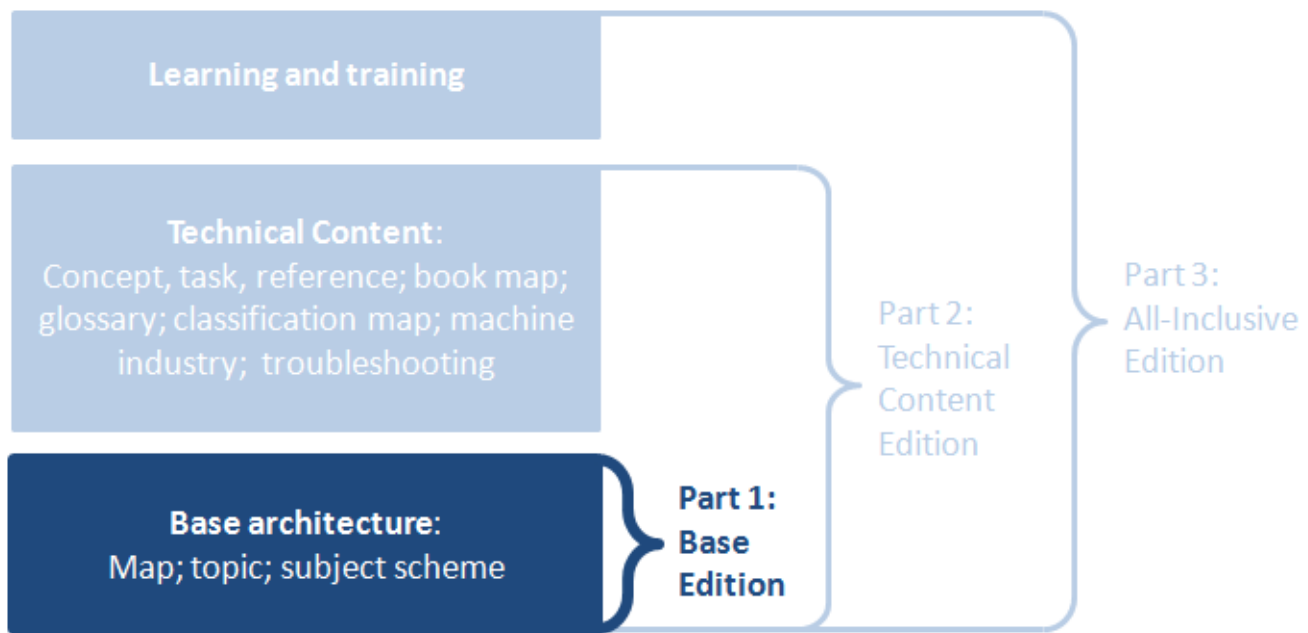 Learning and training
Technical Content:
Concept, task, reference; book map;
glossary; classification map; machine
industry; troubleshooting
Base architecture:
Map; topic; subject scheme
Part 1:
Base
Edition
Part 2:
Technical
Content
Edition
Part 3:
All-Inclusive
Edition